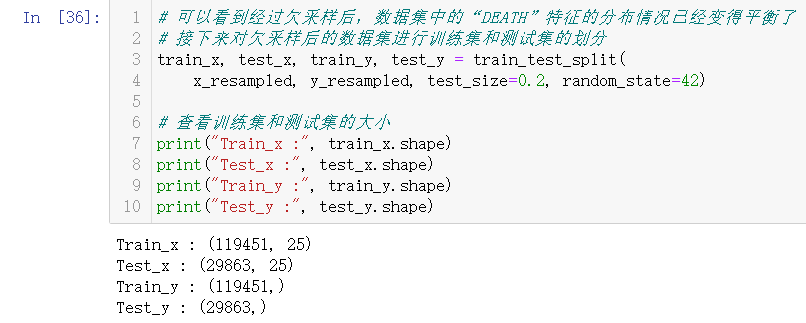 In [36]:
1 # 可以看到经过欠采样后，数据集中的“DEATH”特征的分布情况已经变得平衡了
2 # 接下来对欠采样后的数据集进行训练集和测试集的划分
3 train_x, test_x, train_y, test_y = train_test_split(
4     x_resampled, y_resampled, test_size=0.2, random_state=42)
5
6 # 查看训练集和测试集的大小
7 print("Train_x :", train_x.shape)
8 print("Test_x :", test_x.shape)
9 print("Train_y :", train_y.shape)
10 print("Test_y :", test_y.shape)
Train_x : (119451, 25)
Test_x : (29863, 25)
Train_y : (119451,)
Test_y : (29863,)